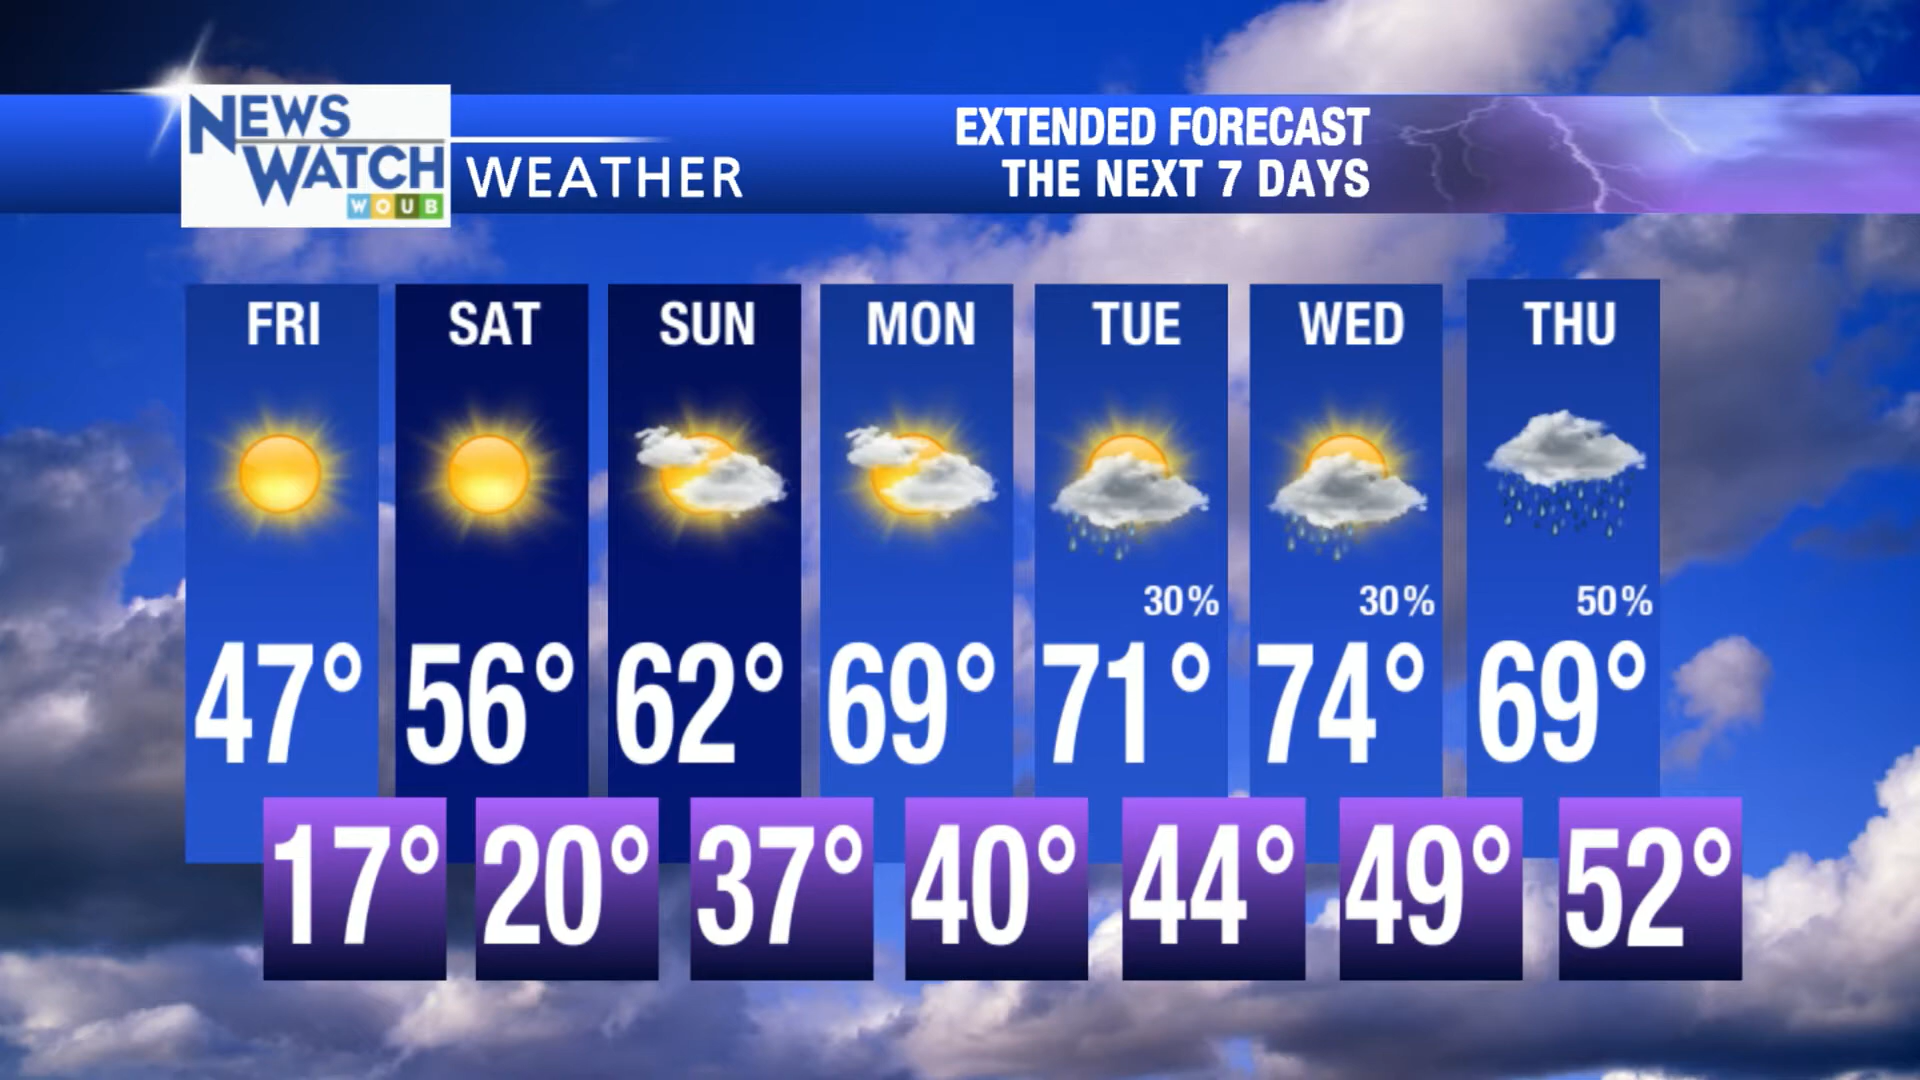 NEWS
WATCH
WOUB
WEATHER
EXTENDED FORECAST
THE NEXT 7 DAYS
FRI SAT SUN MON TUE WED THU
30% 30% 50%
47° 56° 62° 69° 71° 74° 69°
17° 20° 37° 40° 44° 49° 52°